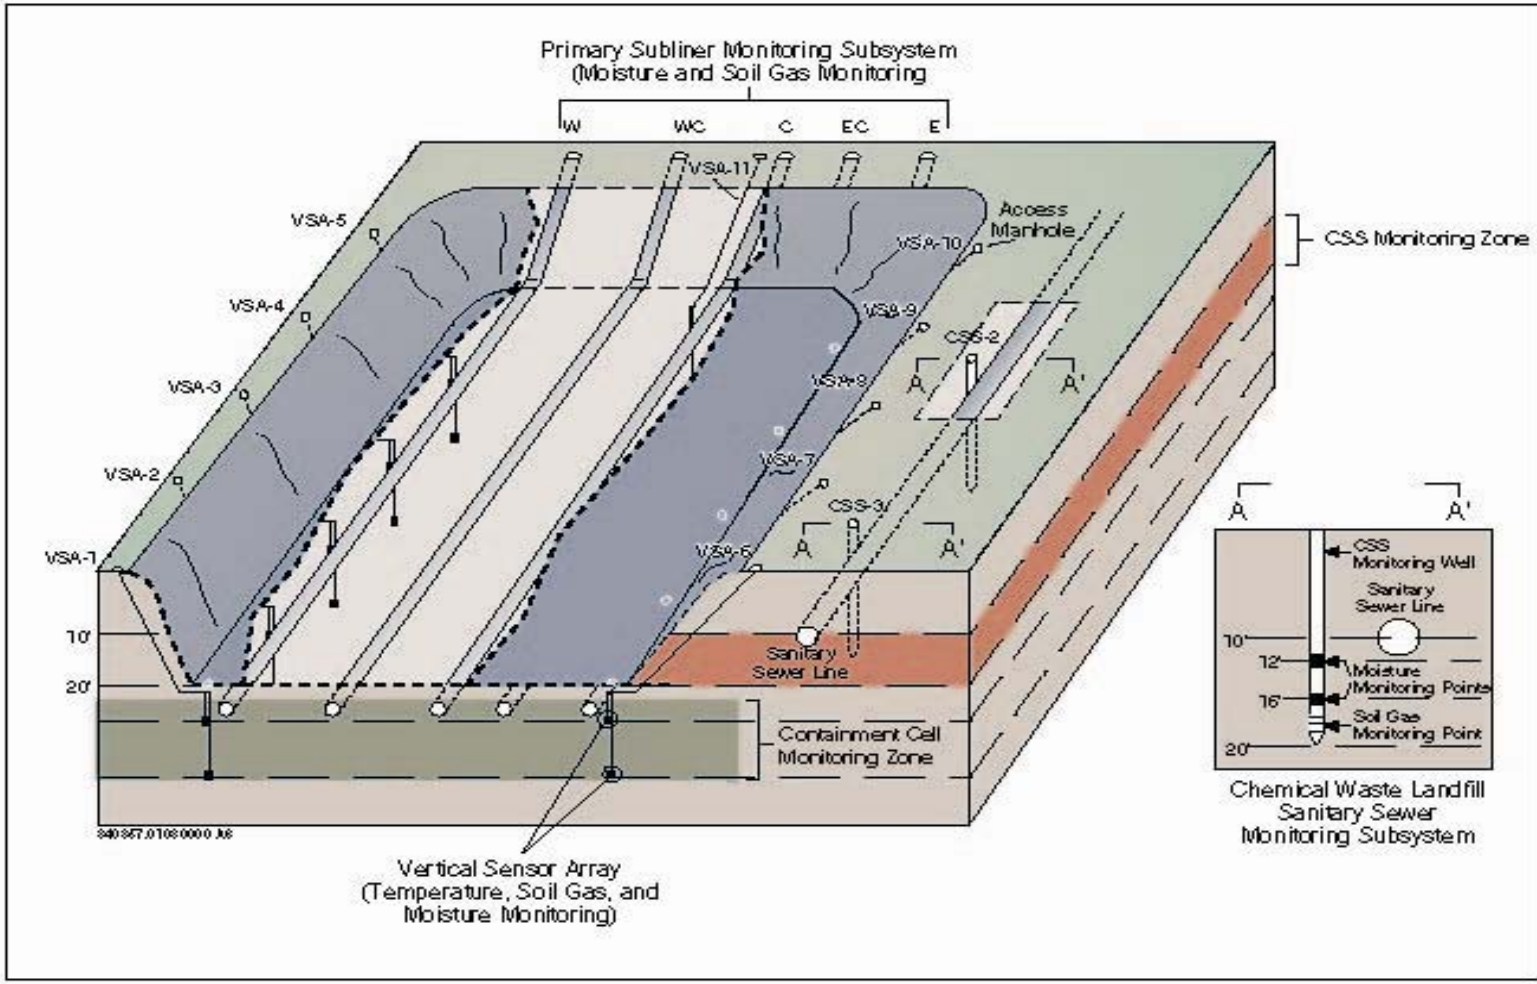 Primary Subliner Monitoring Subsystem
(Moisture and Soil Gas Monitoring
W WC C EC E
VSA-11
VSA-5
Access
Manhole
VSA-10
CSS Monitoring Zone
VSA-4
VSA-9
CSS-2
VSA-3
VSA-8
A A'
VSA-2
VSA-7
CSS-3
VSA-1
VSA-6
A A'
10'
20'
Sanitary
Sewer Line
Containment Cell
Monitoring Zone
840857.01080000 A6
Vertical Sensor Array
(Temperature, Soil Gas, and
Moisture Monitoring)
A A'
CSS
Monitoring Well
Sanitary
Sewer Line
10'
12'
Moisture
Monitoring Points
16'
Soil Gas
Monitoring Point
20'
Chemical Waste Landfill
Sanitary Sewer
Monitoring Subsystem